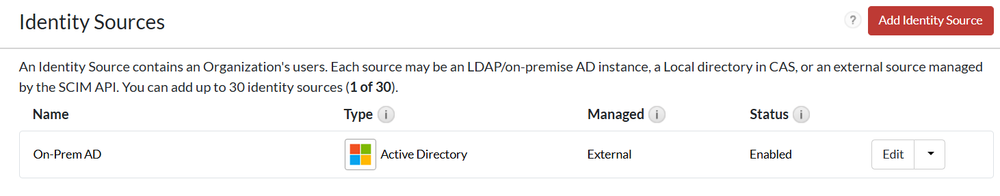 Identity Sources
? Add Identity Source
An Identity Source contains an Organization's users. Each source may be an LDAP/on-premise AD instance, a Local directory in CAS, or an external source managed
by the SCIM API. You can add up to 30 identity sources (1 of 30).
Name Type i Managed i Status i
On-Prem AD Active Directory External Enabled Edit